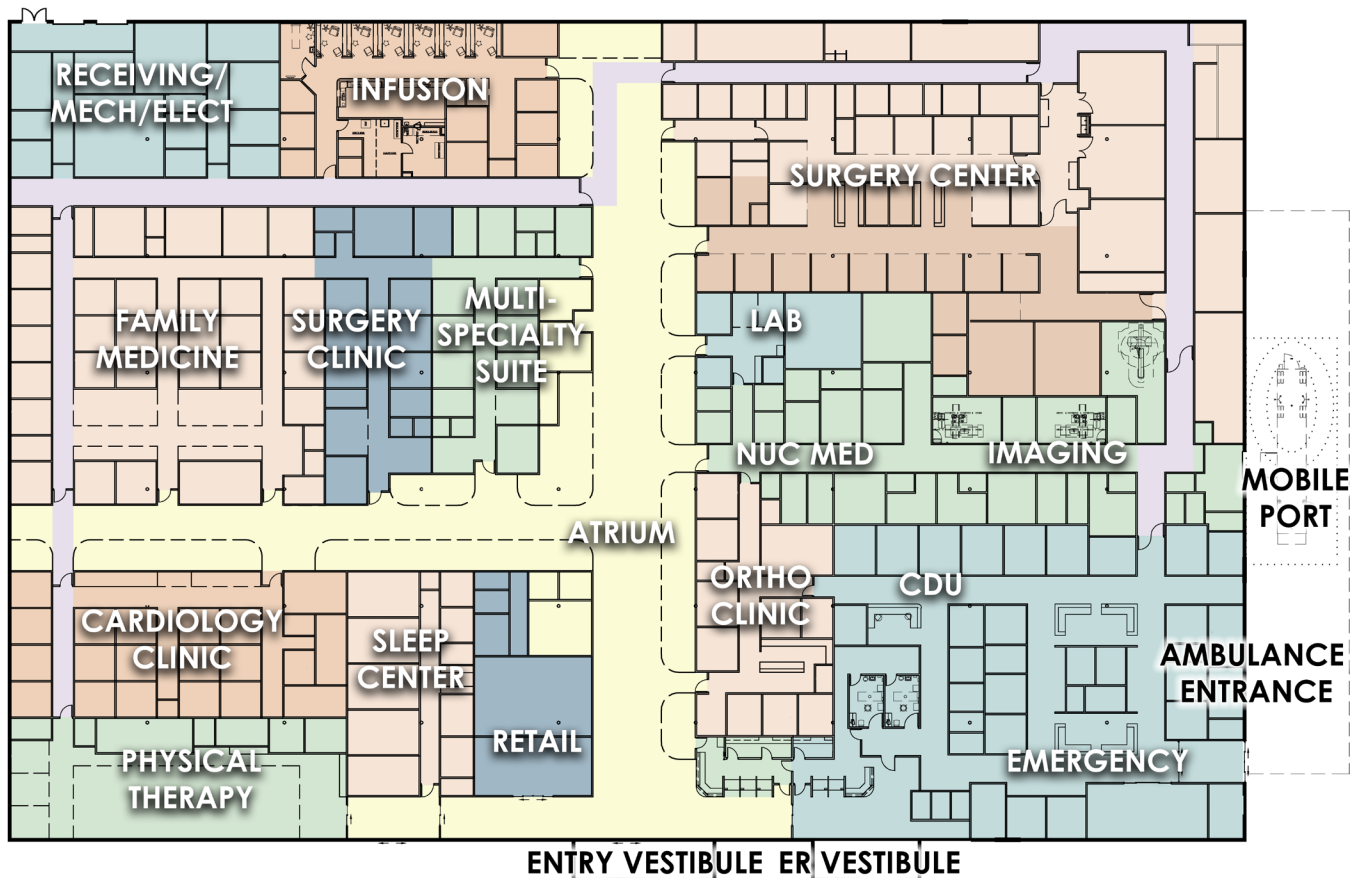 RECEIVING/
MECH/ELECT
INFUSION
SURGERY CENTER
FAMILY
MEDICINE
SURGERY
CLINIC
MULTI-
SPECIALTY
SUITE
LAB
NUC MED
IMAGING
MOBILE
PORT
ATRIUM
ORTHO
CLINIC
CDU
CARDIOLOGY
CLINIC
SLEEP
CENTER
AMBULANCE
ENTRANCE
RETAIL
PHYSICAL
THERAPY
EMERGENCY
ENTRY VESTIBULE
ER VESTIBULE